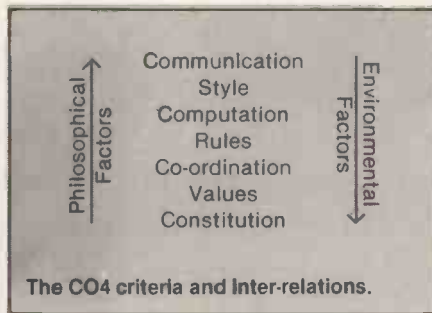 Philosophical
Factors
Communication
Style
Computation
Rules
Co-ordination
Values
Constitution
Environmental
Factors
The CO4 criteria and Inter-relations.